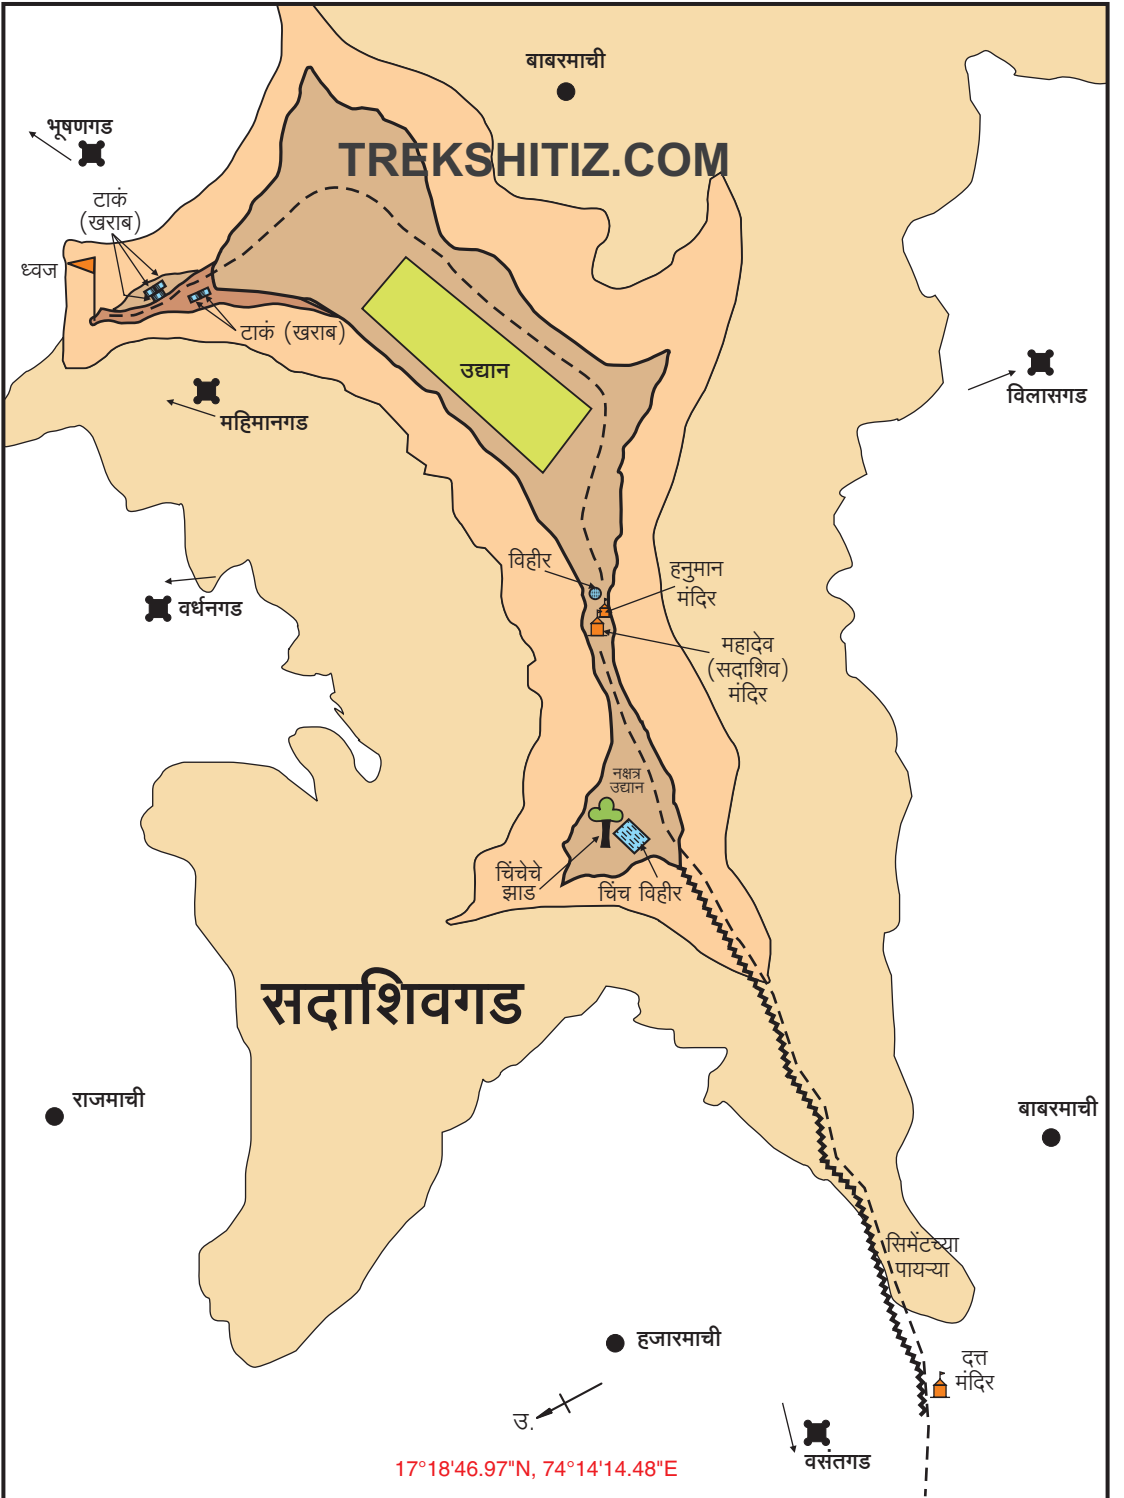 बाबरमाची
भूषणगड
TREKSHITIZ.COM
टाकं
(खराब)
ध्वज
टाकं (खराब)
उद्यान
महिमानगड
विलासगड
विहीर
हनुमान
मंदिर
वर्धनगड
महादेव
(सदाशिव)
मंदिर
नक्षत्र
उद्यान
चिंचेचे
झाड
चिंच विहीर
सदाशिवगड
राजमाची
बाबरमाची
सिमेंटच्या
पायऱ्या
हजारमाची
दत्त
मंदिर
उ.
वसंतगड
17°18'46.97"N, 74°14'14.48"E